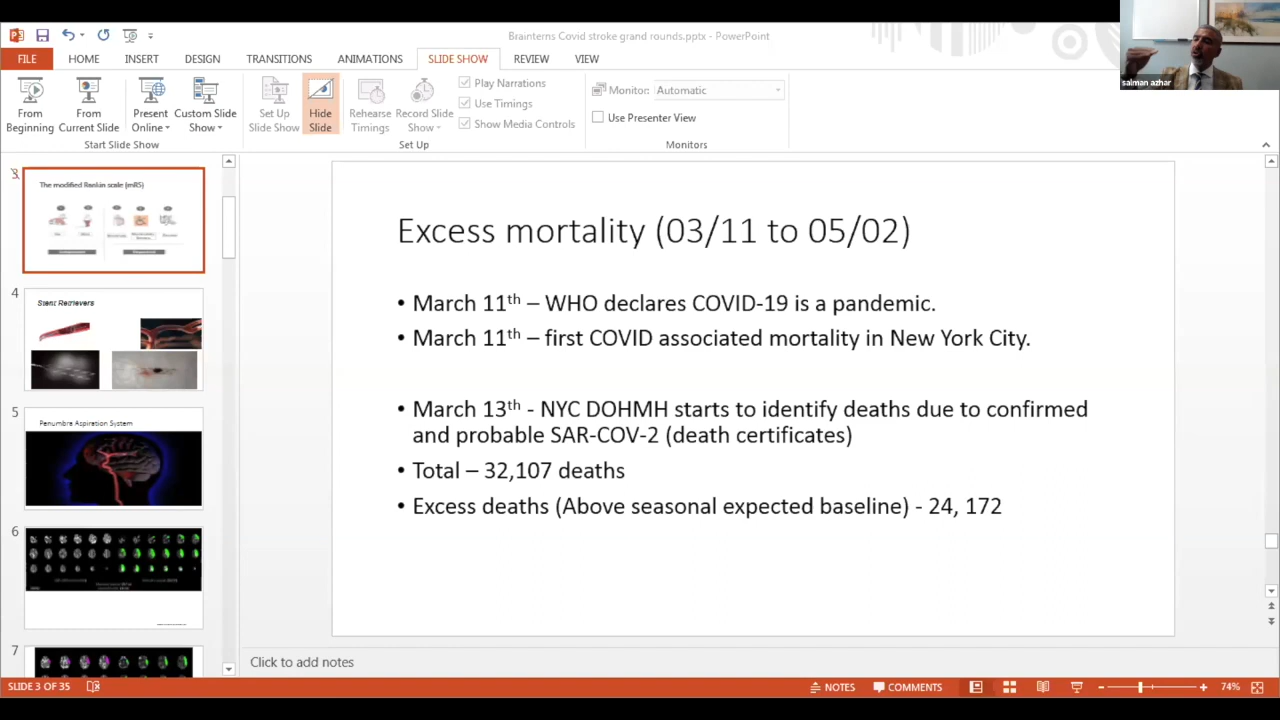 Brainterns Covid stroke grand rounds.pptx - PowerPoint
FILE HOME INSERT DESIGN TRANSITIONS ANIMATIONS SLIDE SHOW REVIEW VIEW
salman azhar
From Beginning
From Current Slide
Present Online
Custom Slide Show
Set Up Slide Show
Hide Slide
Rehearse Timings
Record Slide Show
Play Narrations
Use Timings
Show Media Controls
Monitor: Automatic
Use Presenter View
Start Slide Show
Set Up
Monitors
3
The modified Rankin scale (mRS)
4
Stent Retrievers
5
Penumbra Aspiration System
6
7
Excess mortality (03/11 to 05/02)
• March 11th – WHO declares COVID-19 is a pandemic.
• March 11th – first COVID associated mortality in New York City.
• March 13th - NYC DOHMH starts to identify deaths due to confirmed
and probable SAR-COV-2 (death certificates)
• Total – 32,107 deaths
• Excess deaths (Above seasonal expected baseline) - 24, 172
Click to add notes
SLIDE 3 OF 35
NOTES
COMMENTS
74%